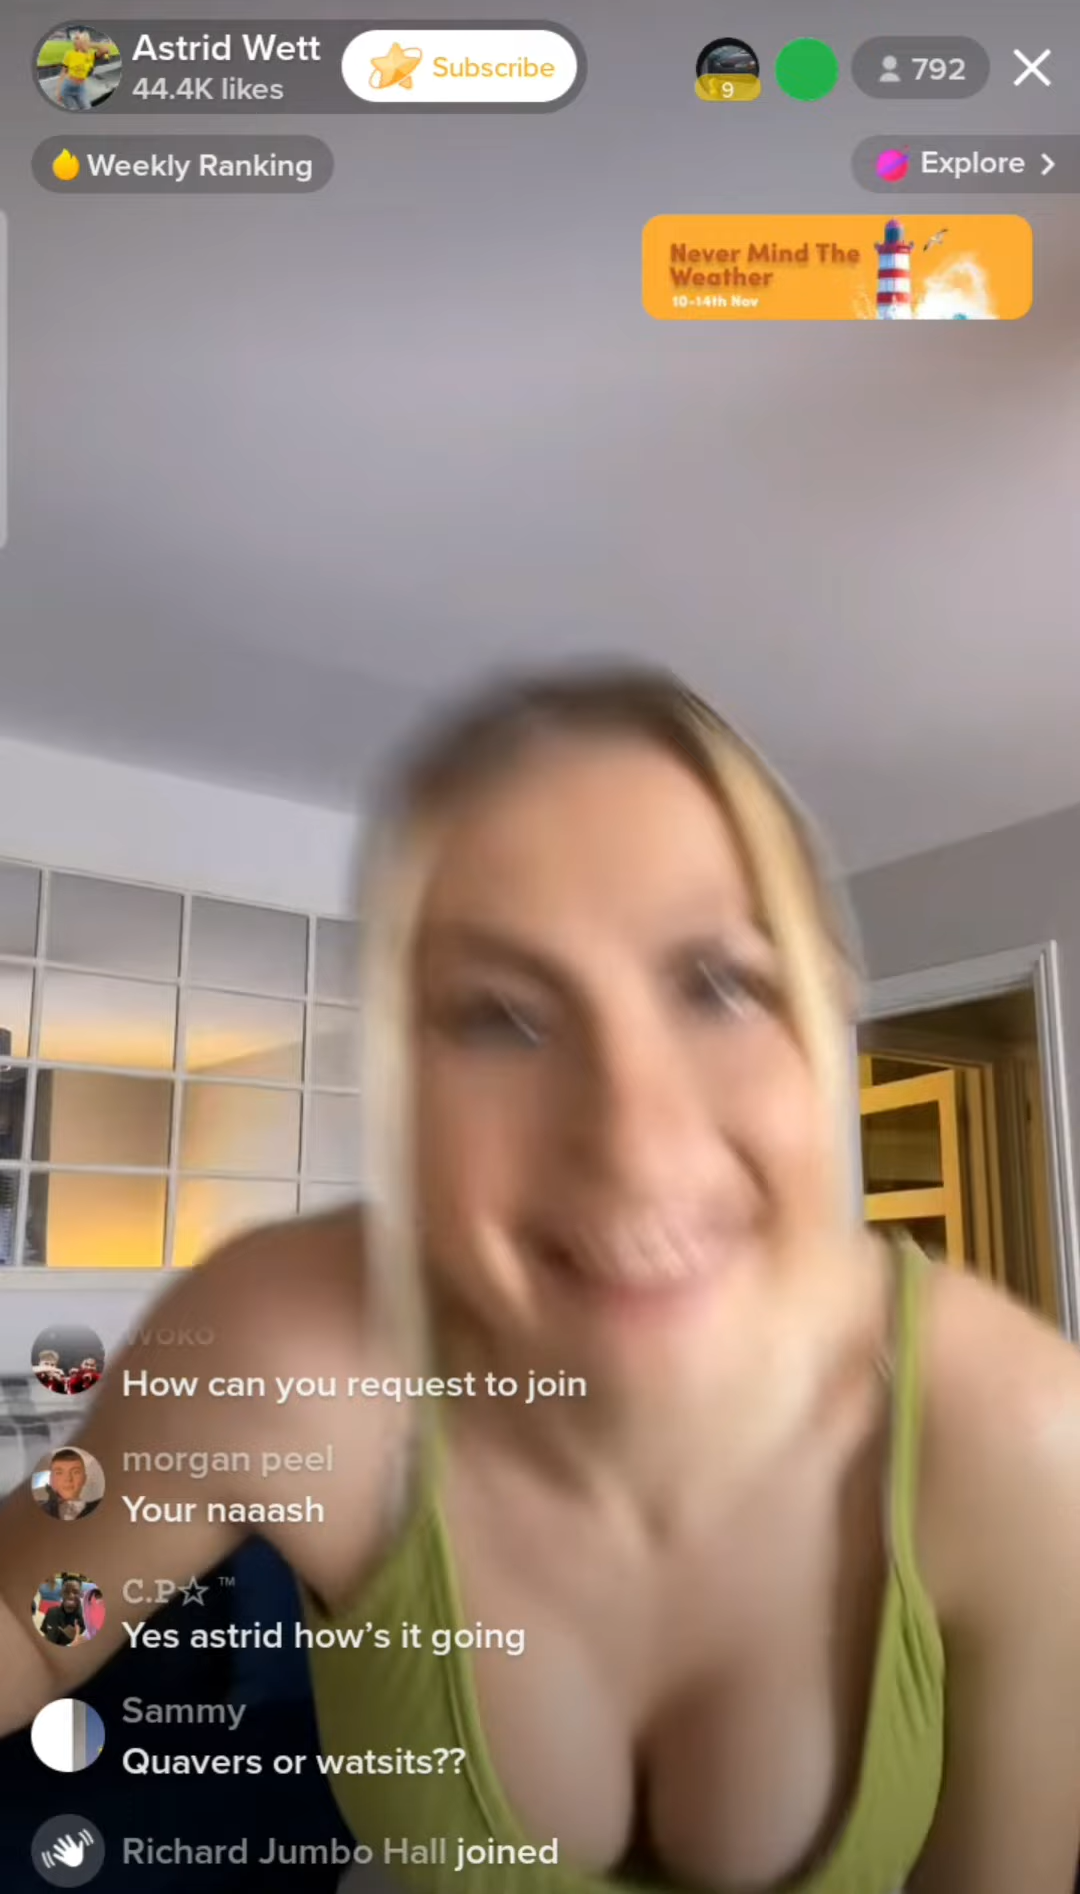 Astrid Wett
44.4K likes
Subscribe
9
792
Weekly Ranking
Explore
Never Mind The
Weather
10-14th Nov
Woko
How can you request to join
morgan peel
Your naaash
C.P☆™
Yes astrid how's it going
Sammy
Quavers or watsits??
Richard Jumbo Hall joined